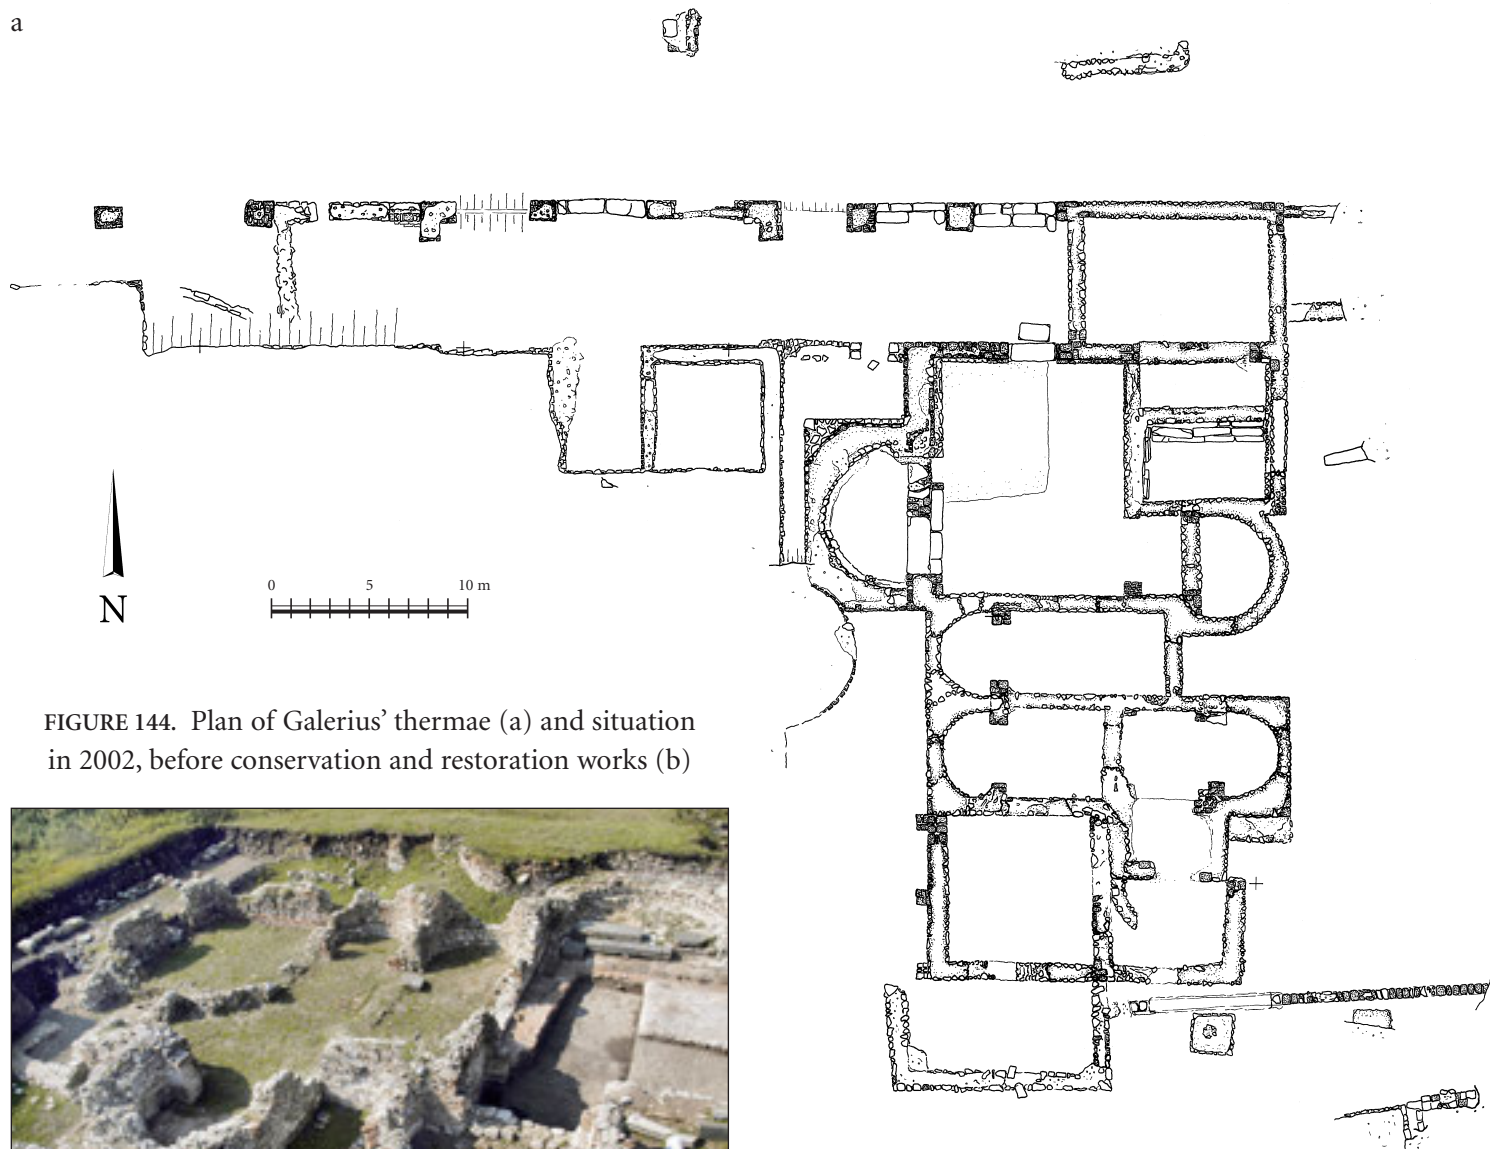 a
N
0 5 10 m
FIGURE 144. Plan of Galerius’ thermae (a) and situation
in 2002, before conservation and restoration works (b)